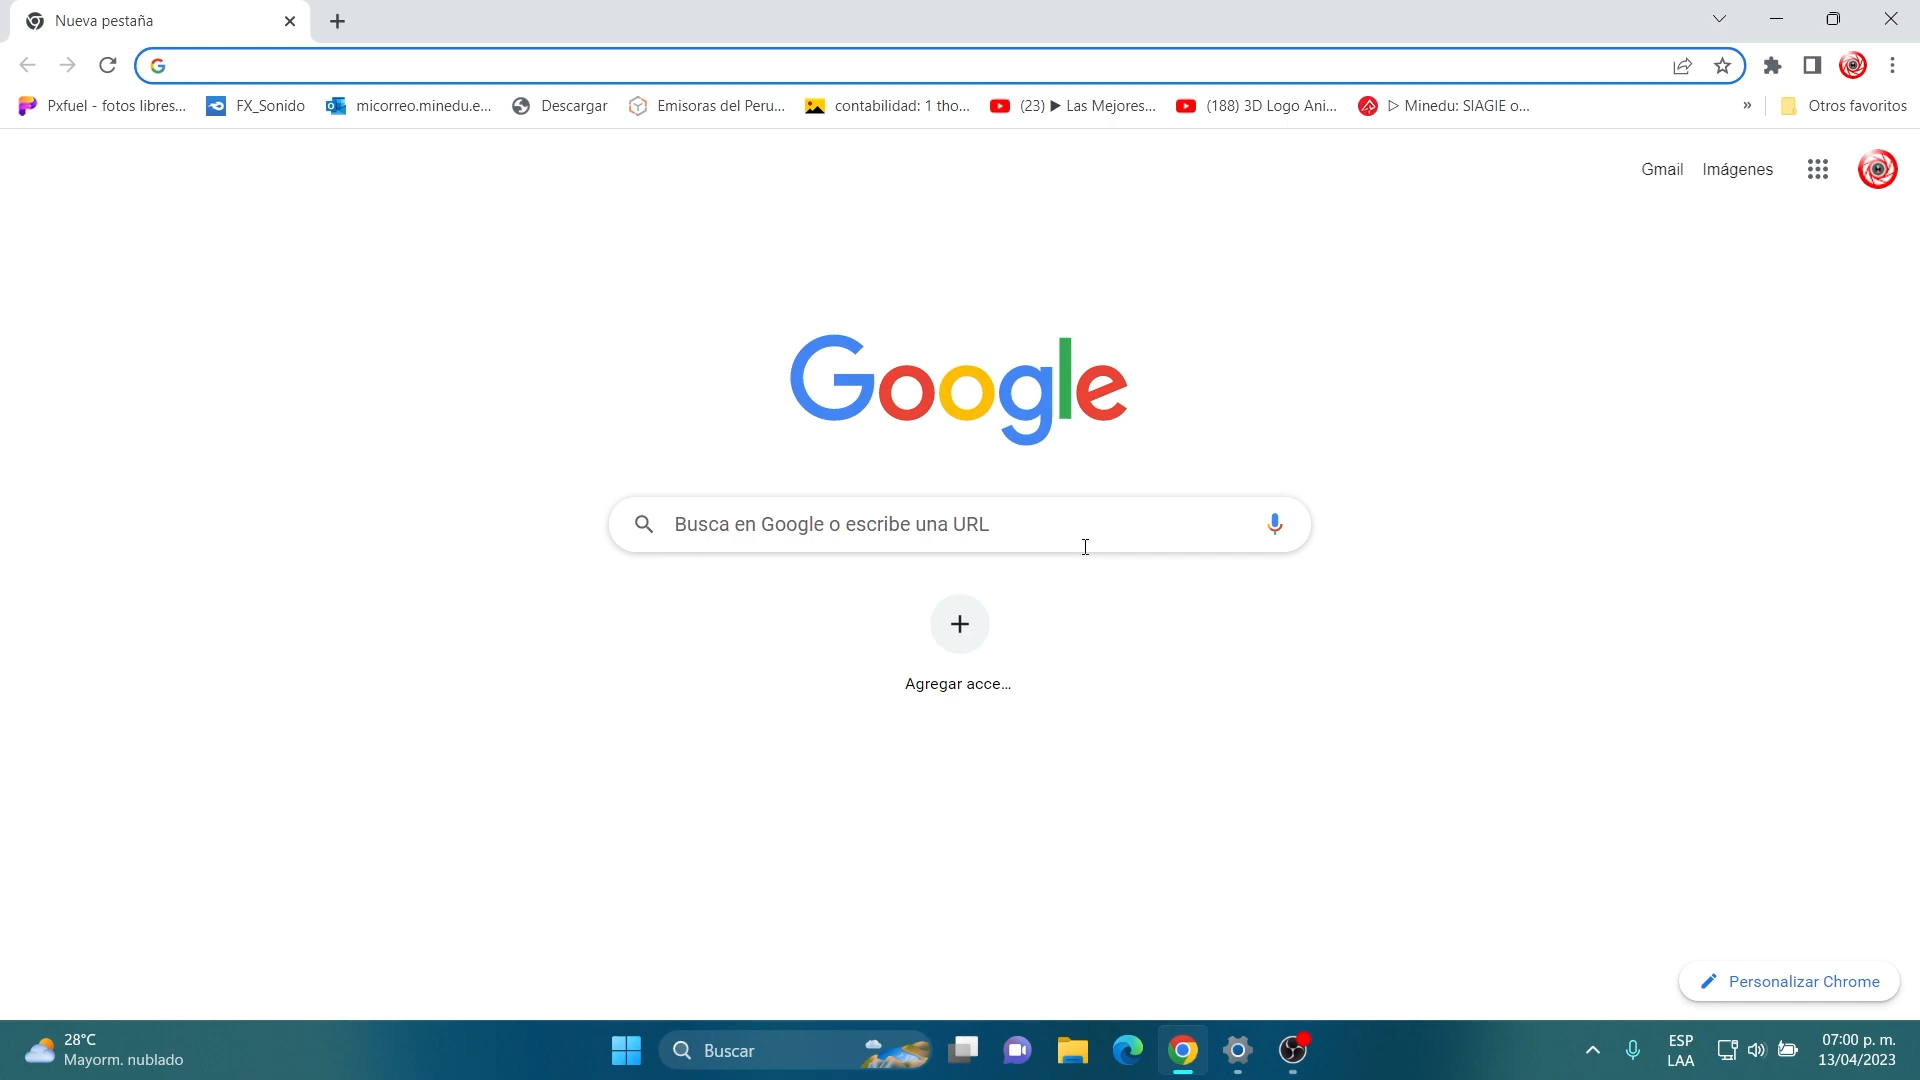 Nueva pestaña
Pxfuel - fotos libres...
FX_Sonido
micorreo.minedu.e...
Descargar
Emisoras del Peru...
contabilidad: 1 tho...
(23) ▶ Las Mejores...
(188) 3D Logo Ani...
▷ Minedu: SIAGIE o...
»
Otros favoritos
Gmail
Imágenes
Google
Busca en Google o escribe una URL
Agregar acce...
Personalizar Chrome
28°C
Mayorm. nublado
Buscar
ESP
LAA
07:00 p. m.
13/04/2023